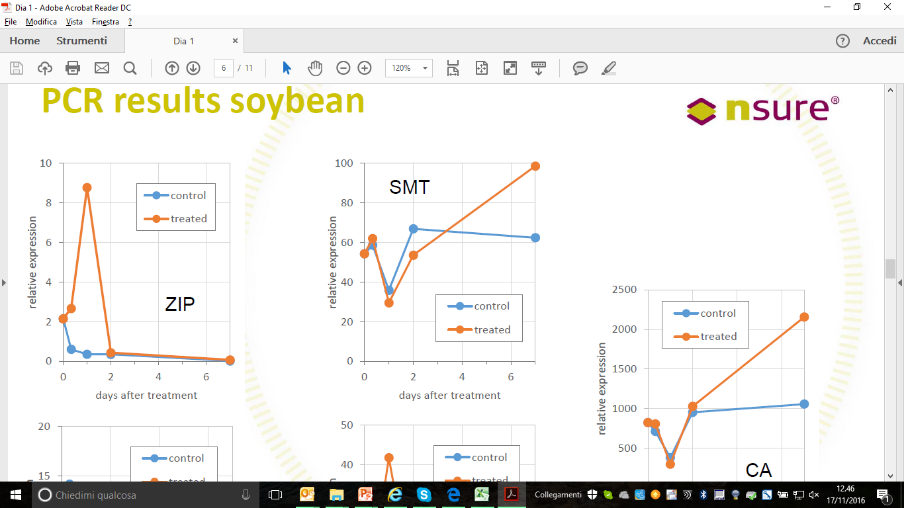 Dia 1 - Adobe Acrobat Reader DC
File Modifica Vista Finestra ?
Home Strumenti Dia 1 × ? Accedi
6 / 11 120%
PCR results soybean
nsure®
10
8
6
4
2
0
0 2 4 6
relative expression
days after treatment
control
treated
ZIP
100
80
60
40
20
0
0 2 4 6
relative expression
days after treatment
SMT
control
treated
2500
2000
1500
1000
500
relative expression
control
treated
CA
20
15
control
treated
50
40
control
treated
Chiedimi qualcosa
Collegamenti
12.46
17/11/2016